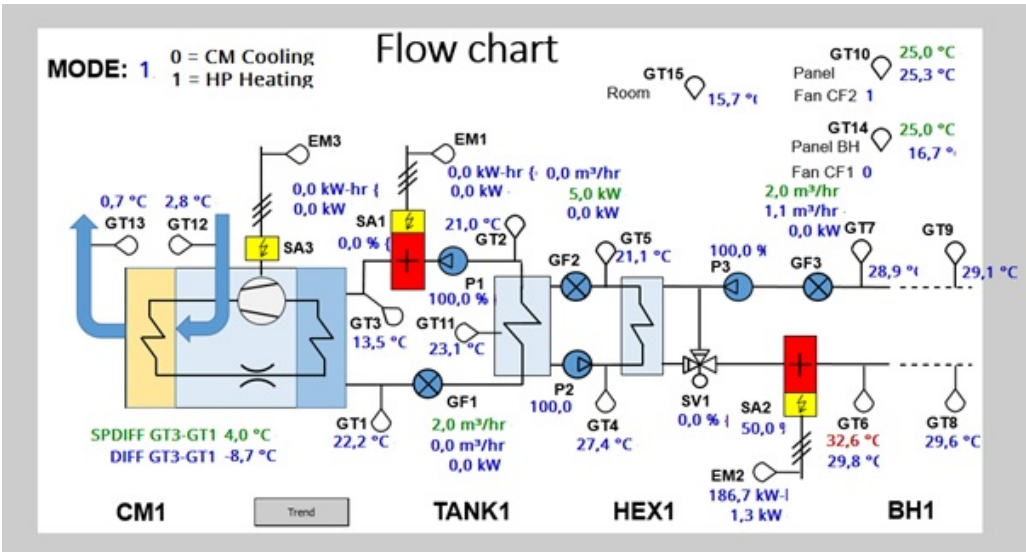 Flow chart
MODE: 1
0 = CM Cooling
1 = HP Heating
GT15
Room
15,7 °
GT10
25,0 °C
Panel
25,3 °C
Fan CF2 1
GT14
25,0 °C
Panel BH
16,7 °
Fan CF1 0
EM3
0,0 kW-hr
0,0 kW
EM1
0,0 kW-hr
0,0 kW
0,0 m³/hr
5,0 kW
0,0 kW
2,0 m³/hr
1,1 m³/hr
0,0 kW
0,7 °C
2,8 °C
GT13
GT12
SA3
SA1
0,0 %
21,0 °C
GT2
P1
100,0 %
GF2
GT5
21,1 °C
100,0 %
P3
GF3
GT7
28,9 °
GT9
29,1 °C
GT3
13,5 °C
GT11
23,1 °C
GT1
22,2 °C
GF1
2,0 m³/hr
0,0 m³/hr
0,0 kW
P2
100,0
GT4
27,4 °C
SV1
0,0 %
SA2
50,0 %
GT6
32,6 °C
29,8 °C
GT8
29,6 °C
EM2
186,7 kW-
1,3 kW
SPDIFF GT3-GT1 4,0 °C
DIFF GT3-GT1 -8,7 °C
CM1
Trend
TANK1
HEX1
BH1